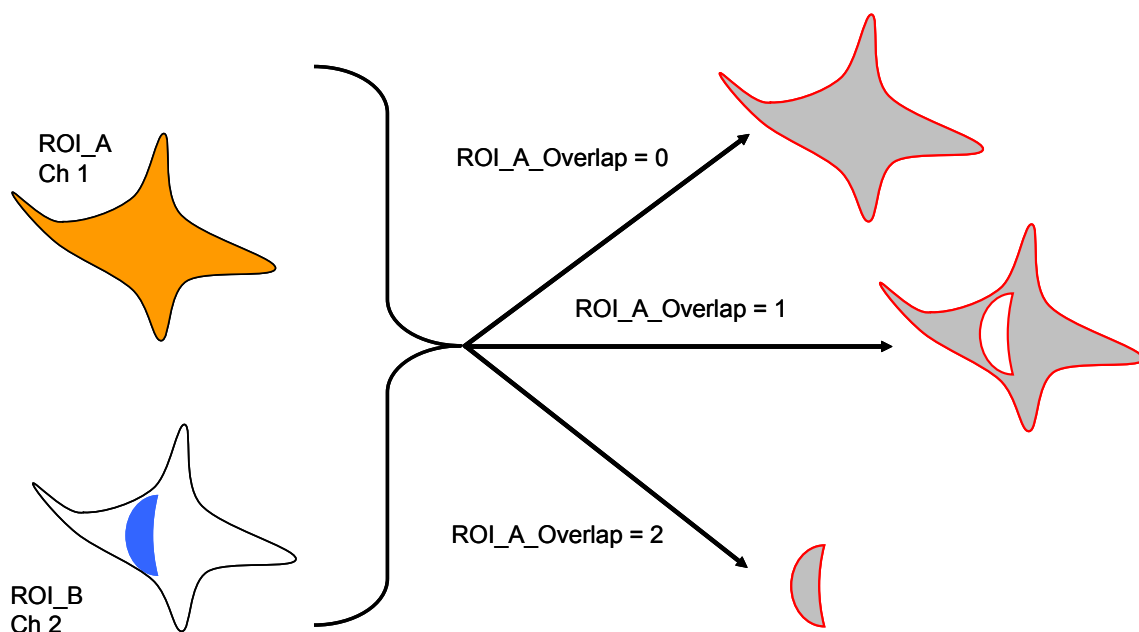 ROI_A
Ch 1
ROI_A_Overlap = 0
ROI_A_Overlap = 1
ROI_A_Overlap = 2
ROI_B
Ch 2